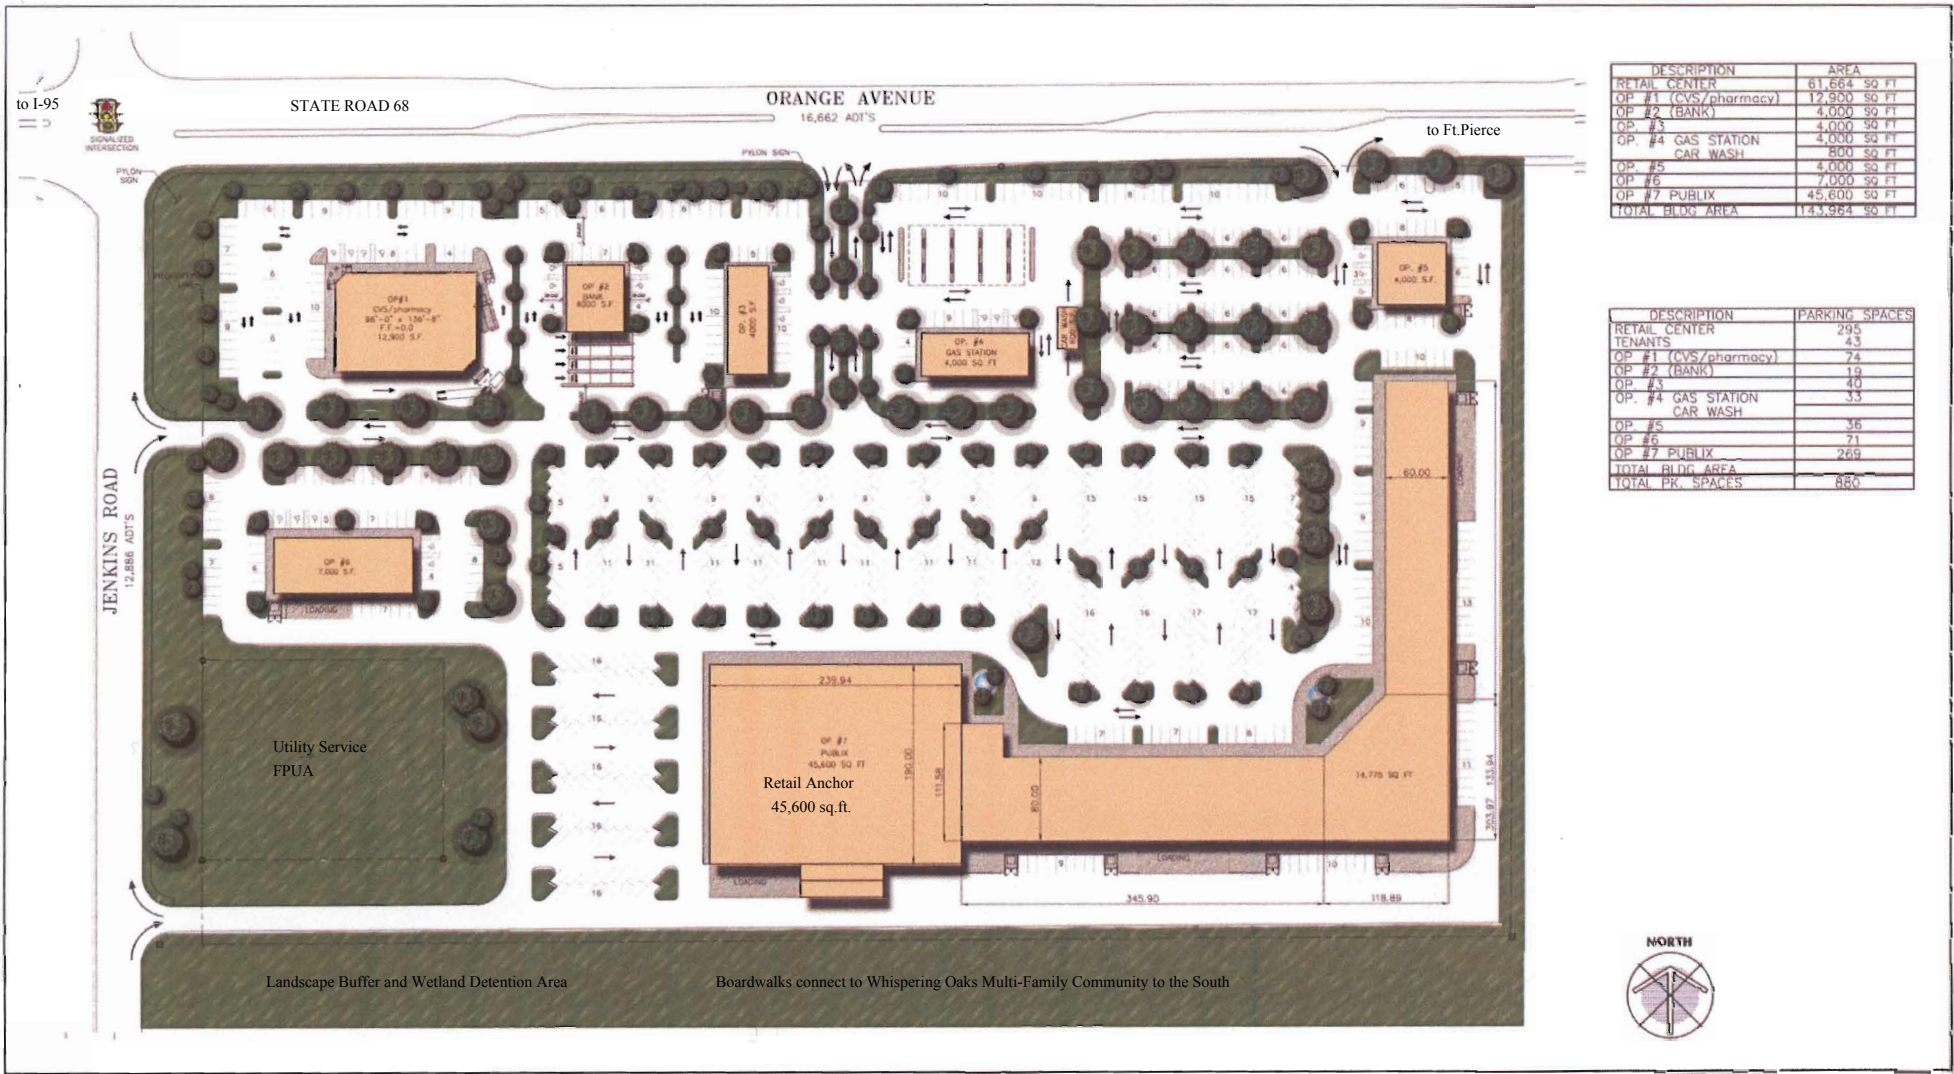 to I-95
SIGNALIZED
INTERSECTION
STATE ROAD 68
ORANGE AVENUE
16,662 ADT'S
to Ft.Pierce
PYLON SIGN
PYLON
SIGN
JENKINS ROAD
12,886 ADT'S
OP#1
CVS/pharmacy
F.F.=0.0
12,900 S.F.
OP #2
BANK
4000 S.F.
OP. #3
4000 S.F.
OP. #4
GAS STATION
4,000 SQ FT
CAR WASH
800 S.F.
OP. #5
4,000 S.F.
OP #6
7,000 S.F.
LOADING
60.00
LOADING
239.94
190.00
111.58
OP #7
PUBLIX
45,600 SQ FT
Retail Anchor
45,600 sq.ft.
80.00
14,775 SQ FT
133.94
303.97
LOADING
LOADING
345.90
118.89
Utility Service
FPUA
Landscape Buffer and Wetland Detention Area
Boardwalks connect to Whispering Oaks Multi-Family Community to the South
DESCRIPTION AREA
RETAIL CENTER 61,664 SQ FT
OP #1 (CVS/pharmacy) 12,900 SQ FT
OP #2 (BANK) 4,000 SQ FT
OP. #3 4,000 SQ FT
OP. #4 GAS STATION 4,000 SQ FT
CAR WASH 800 SQ FT
OP. #5 4,000 SQ FT
OP #6 7,000 SQ FT
OP #7 PUBLIX 45,600 SQ FT
TOTAL BLDG AREA 143,964 SQ FT
DESCRIPTION PARKING SPACES
RETAIL CENTER 295
TENANTS 43
OP #1 (CVS/pharmacy) 74
OP #2 (BANK) 19
OP. #3 40
OP. #4 GAS STATION 33
CAR WASH
OP. #5 36
OP #6 71
OP #7 PUBLIX 269
TOTAL BLDG AREA
TOTAL PK. SPACES 880
NORTH